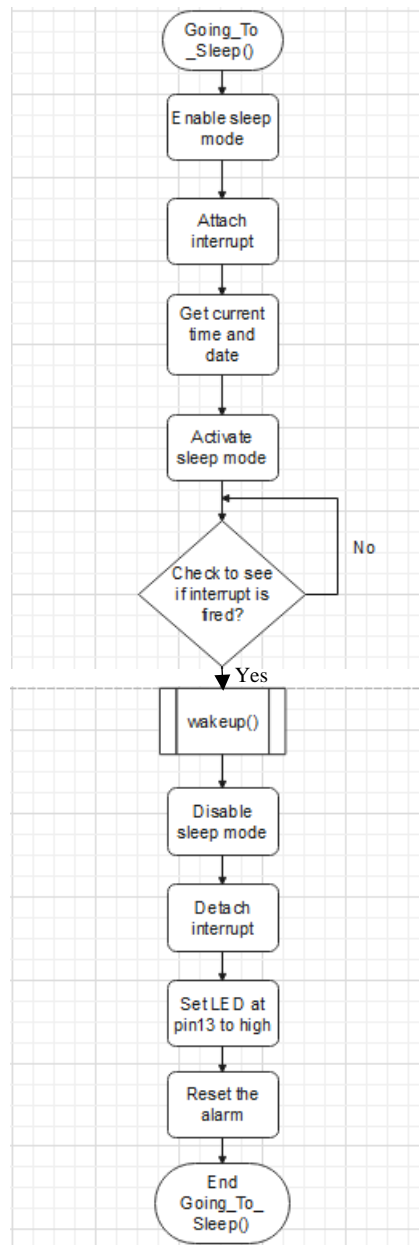 Going_To
_Sleep()
Enable sleep
mode
Attach
interrupt
Get current
time and
date
Activate
sleep mode
No
Check to see
if interrupt is
fired?
Yes
wakeup()
Disable
sleep mode
Detach
interrupt
Set LED at
pin13 to high
Reset the
alarm
End
Going_To_
Sleep()